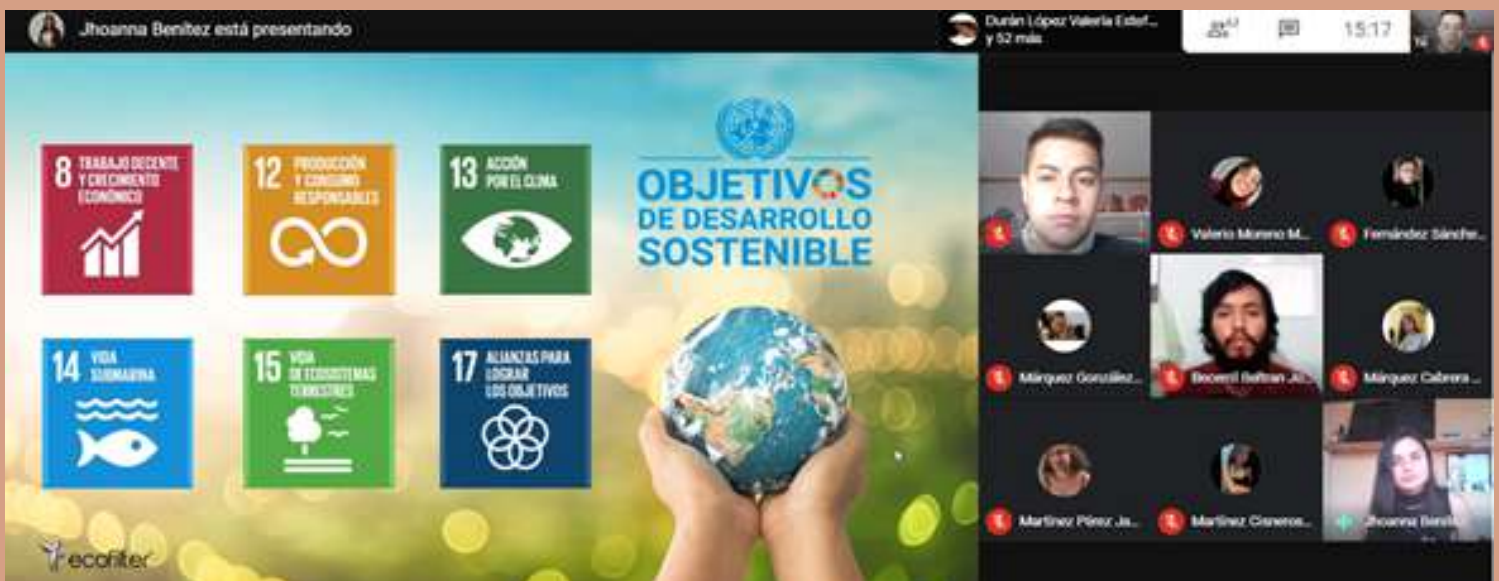 Jhoanna Benítez está presentando
Durán López Valeria Estef...
y 52 más
15:17
8 TRABAJO DECENTE
Y CRECIMIENTO
ECONÓMICO
12 PRODUCCIÓN
Y CONSUMO
RESPONSABLES
13 ACCIÓN
POR EL CLIMA
OBJETIVOS
DE DESARROLLO
SOSTENIBLE
14 VIDA
SUBMARINA
15 VIDA
DE ECOSISTEMAS
TERRESTRES
17 ALIANZAS PARA
LOGRAR
LOS OBJETIVOS
ecofilter
Valerio Moreno M...
Fernández Sánche...
Márquez González...
Becerril Beltran
Márquez Cabrera ...
Martínez Pérez Ja...
Martínez Cisneros...
Jhoanna Benítez